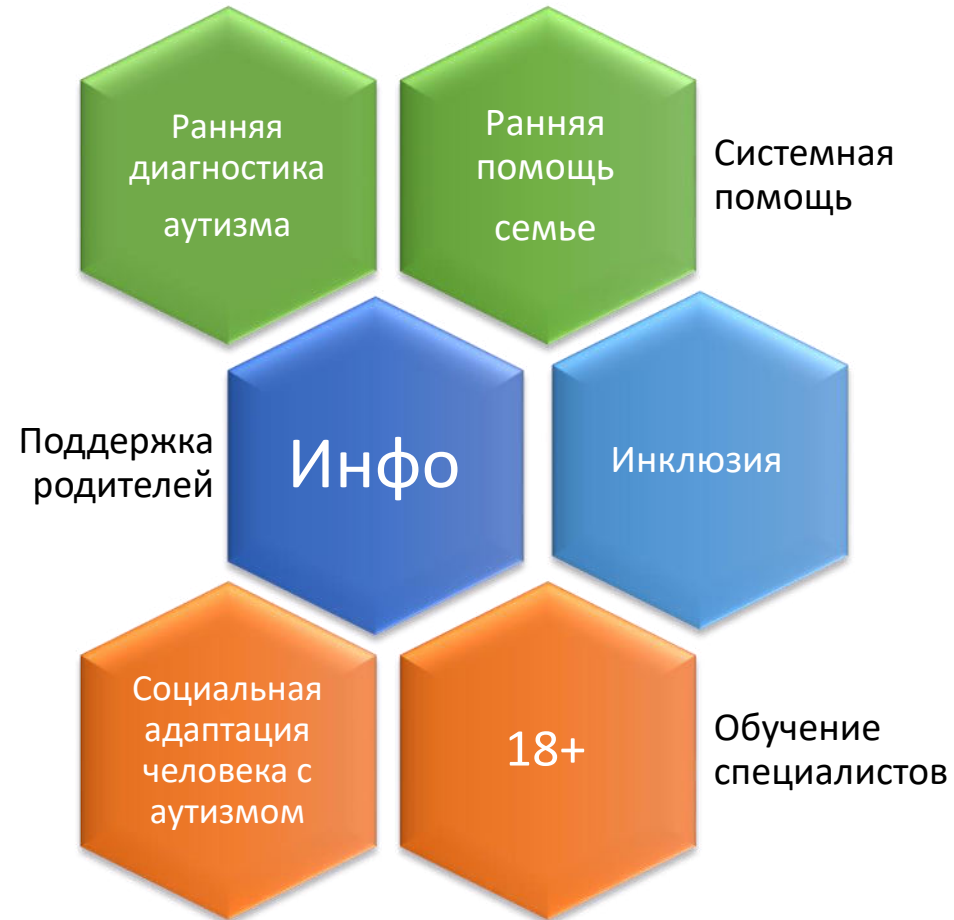 Ранняя
диагностика
аутизма
Ранняя
помощь
семье
Системная
помощь
Поддержка
родителей
Инфо
Инклюзия
Социальная
адаптация
человека с
аутизмом
18+
Обучение
специалистов